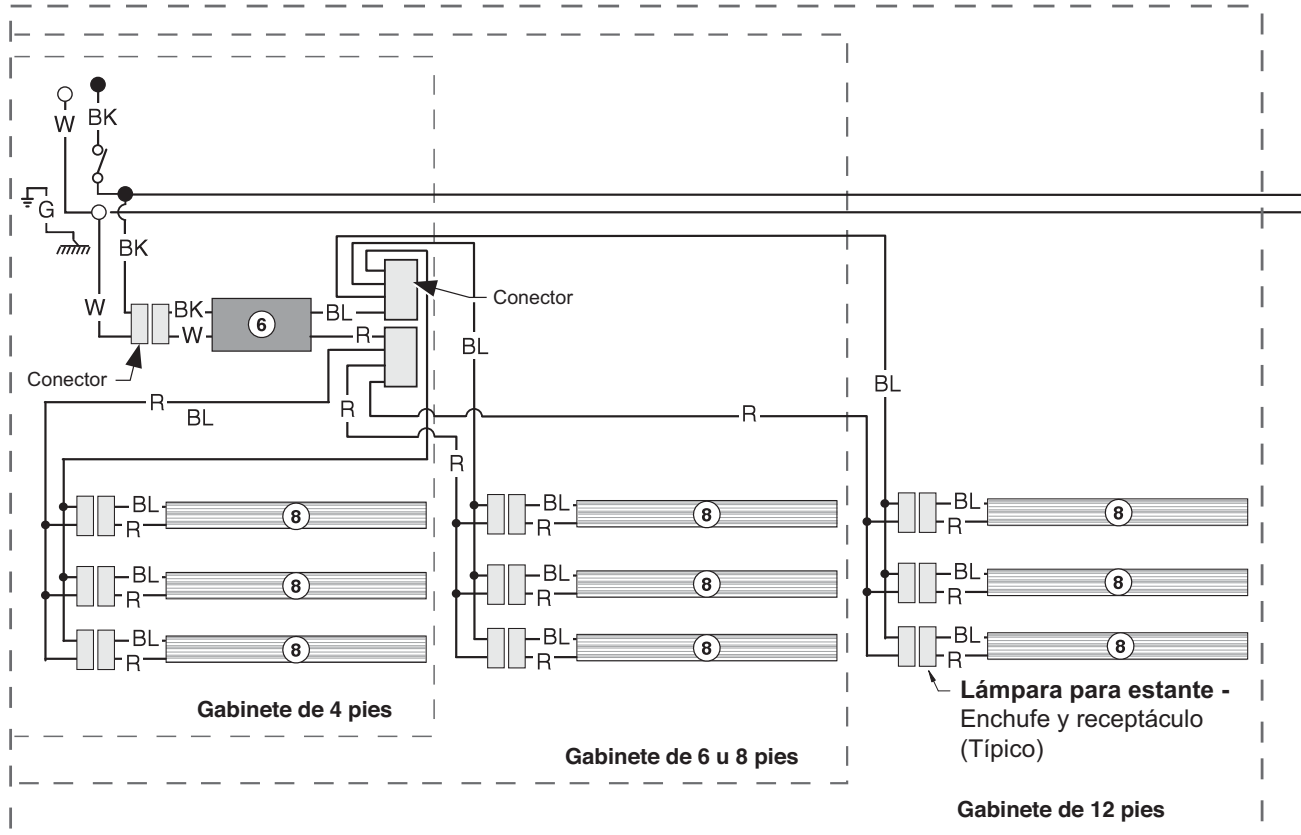 W
BK
G
BK
W
BK
W
6
BL
R
Conector
Conector
BL
BL
R
BL
R
R
R
BL
R
8
BL
R
8
BL
R
8
BL
R
8
BL
R
8
BL
R
8
BL
R
8
BL
R
8
BL
R
8
Gabinete de 4 pies
Lámpara para estante -
Enchufe y receptáculo
(Típico)
Gabinete de 6 u 8 pies
Gabinete de 12 pies